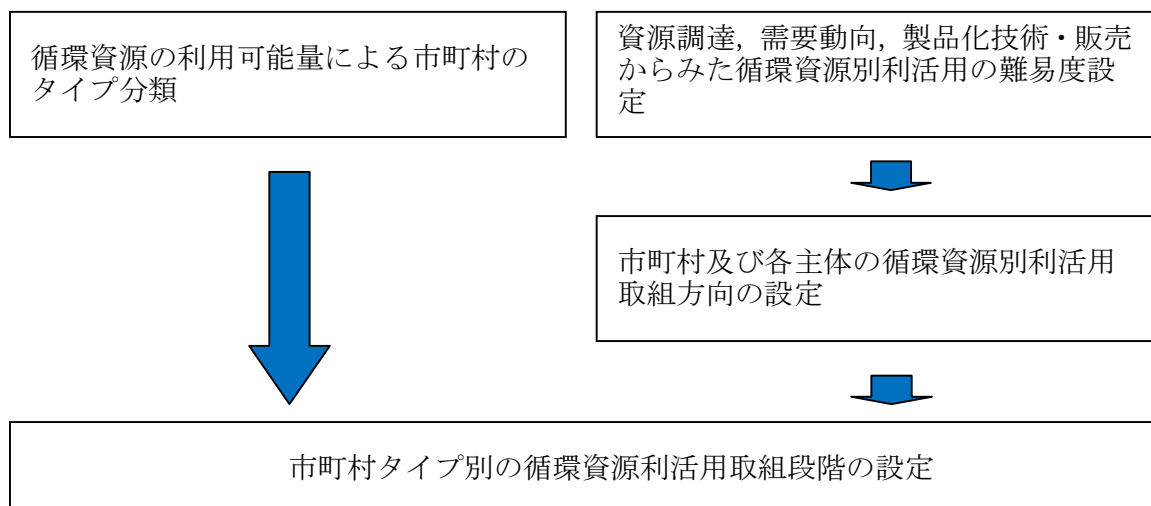 循環資源の利用可能量による市町村の
タイプ分類
資源調達，需要動向，製品化技術・販売
からみた循環資源別利活用の難易度設
定
市町村及び各主体の循環資源別利活用
取組方向の設定
市町村タイプ別の循環資源利活用取組段階の設定